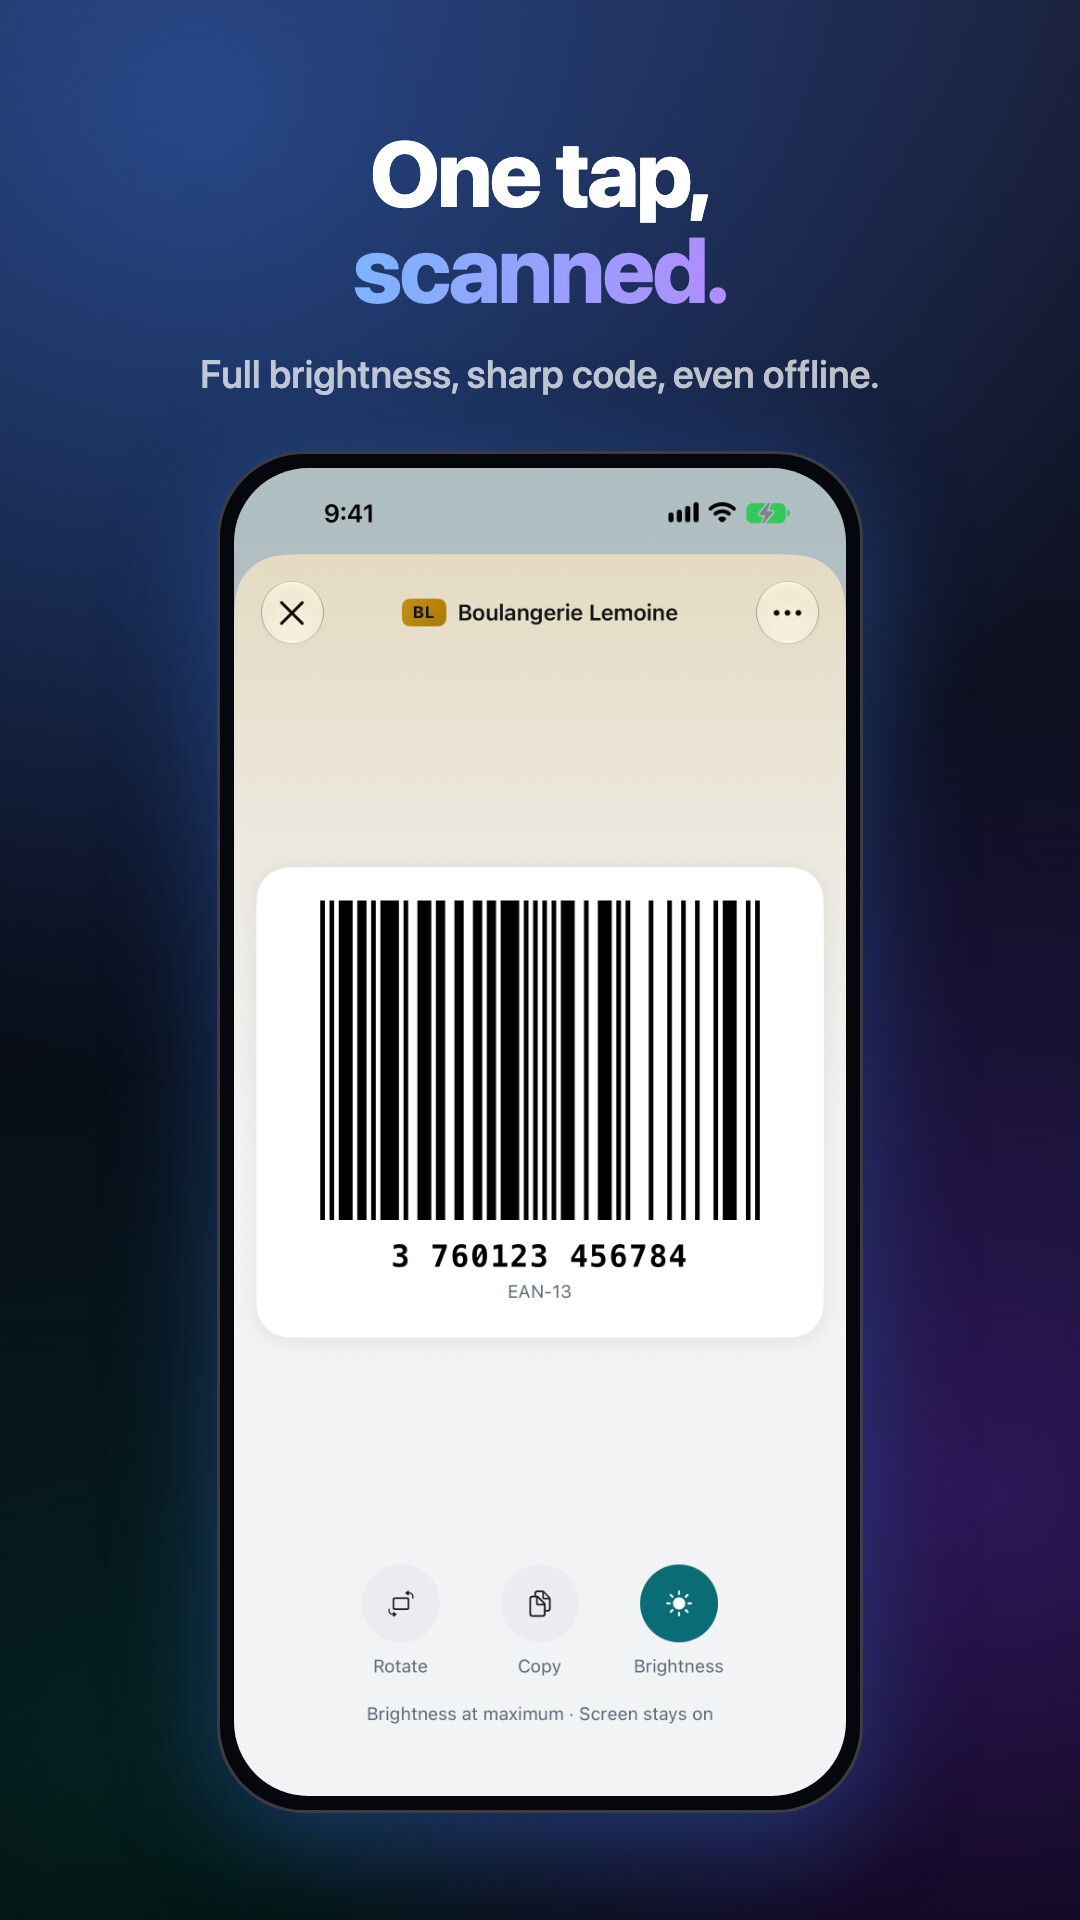 One tap,
scanned.
Full brightness, sharp code, even offline.
9:41
BL Boulangerie Lemoine
3 760123 456784
EAN-13
Rotate Copy Brightness
Brightness at maximum · Screen stays on